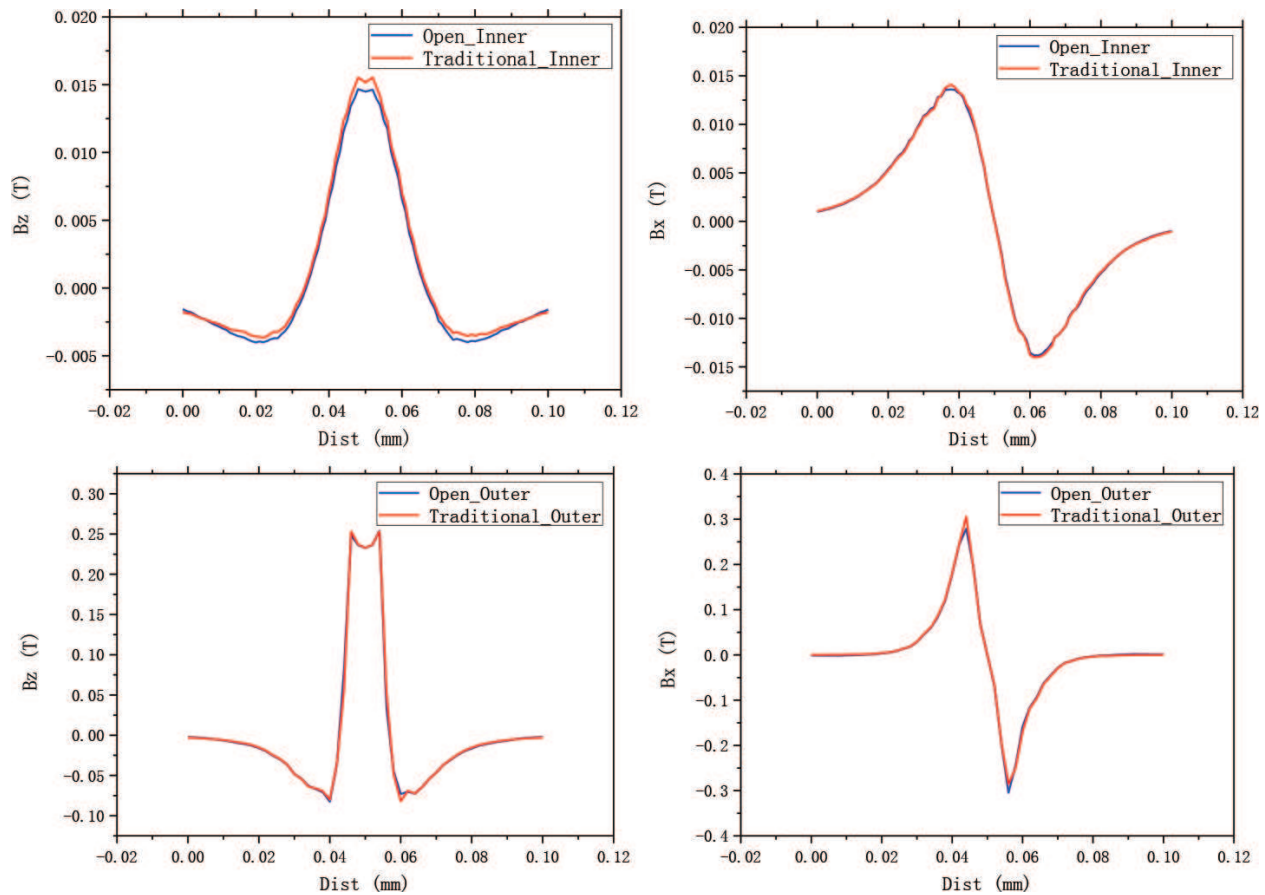 0.020
0.015
0.010
0.005
0.000
-0.005
Bz (T)
Open_Inner
Traditional_Inner
-0.02 0.00 0.02 0.04 0.06 0.08 0.10 0.12
Dist (mm)
0.020
0.015
0.010
0.005
0.000
-0.005
-0.010
-0.015
Bx (T)
Open_Inner
Traditional_Inner
-0.02 0.00 0.02 0.04 0.06 0.08 0.10 0.12
Dist (mm)
0.30
0.25
0.20
0.15
0.10
0.05
0.00
-0.05
-0.10
Bz (T)
Open_Outer
Traditional_Outer
-0.02 0.00 0.02 0.04 0.06 0.08 0.10 0.12
Dist (mm)
0.4
0.3
0.2
0.1
0.0
-0.1
-0.2
-0.3
-0.4
Bx (T)
Open_Outer
Traditional_Outer
-0.02 0.00 0.02 0.04 0.06 0.08 0.10 0.12
Dist (mm)